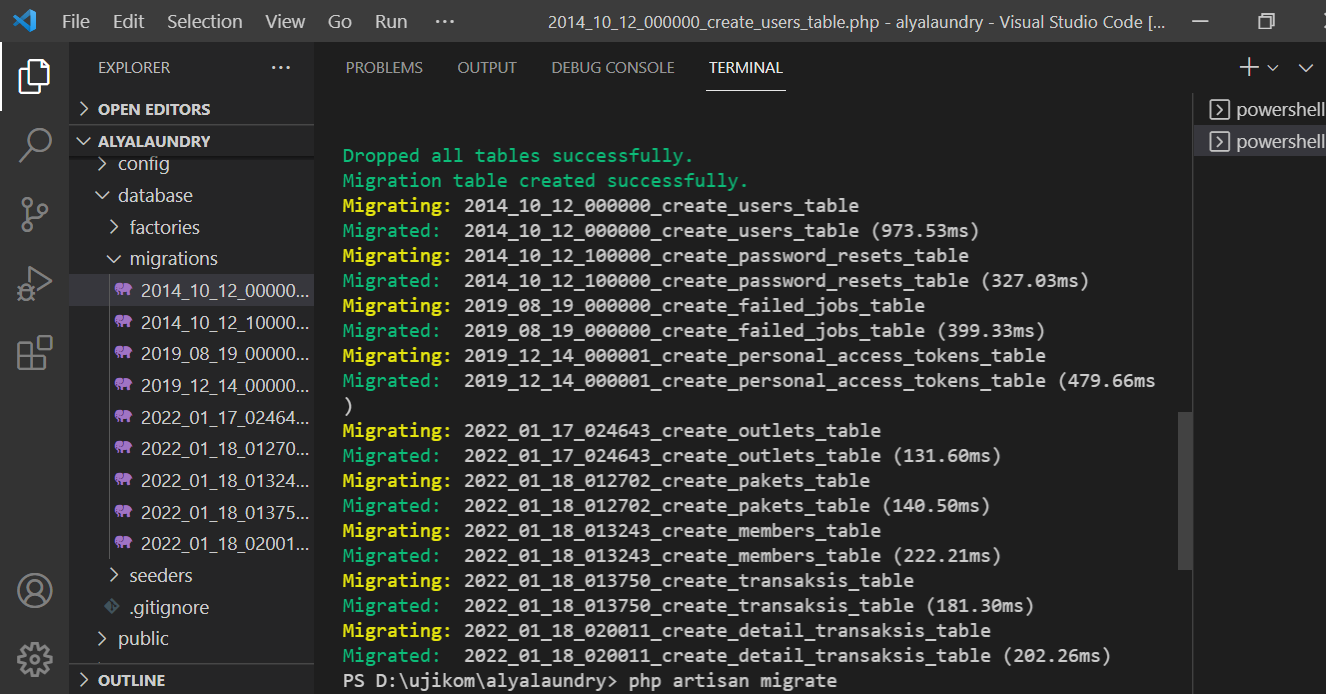 File Edit Selection View Go Run ···
2014_10_12_000000_create_users_table.php - alyalaundry - Visual Studio Code [...
EXPLORER ···
OPEN EDITORS
ALYALAUNDRY
config
database
factories
migrations
2014_10_12_00000...
2014_10_12_10000...
2019_08_19_00000...
2019_12_14_00000...
2022_01_17_02464...
2022_01_18_01270...
2022_01_18_01324...
2022_01_18_01375...
2022_01_18_02001...
seeders
.gitignore
public
OUTLINE
PROBLEMS OUTPUT DEBUG CONSOLE TERMINAL
Dropped all tables successfully.
Migration table created successfully.
Migrating: 2014_10_12_000000_create_users_table
Migrated:  2014_10_12_000000_create_users_table (973.53ms)
Migrating: 2014_10_12_100000_create_password_resets_table
Migrated:  2014_10_12_100000_create_password_resets_table (327.03ms)
Migrating: 2019_08_19_000000_create_failed_jobs_table
Migrated:  2019_08_19_000000_create_failed_jobs_table (399.33ms)
Migrating: 2019_12_14_000001_create_personal_access_tokens_table
Migrated:  2019_12_14_000001_create_personal_access_tokens_table (479.66ms
)
Migrating: 2022_01_17_024643_create_outlets_table
Migrated:  2022_01_17_024643_create_outlets_table (131.60ms)
Migrating: 2022_01_18_012702_create_pakets_table
Migrated:  2022_01_18_012702_create_pakets_table (140.50ms)
Migrating: 2022_01_18_013243_create_members_table
Migrated:  2022_01_18_013243_create_members_table (222.21ms)
Migrating: 2022_01_18_013750_create_transaksis_table
Migrated:  2022_01_18_013750_create_transaksis_table (181.30ms)
Migrating: 2022_01_18_020011_create_detail_transaksis_table
Migrated:  2022_01_18_020011_create_detail_transaksis_table (202.26ms)
PS D:\ujikom\alyalaundry> php artisan migrate
powershell
powershell